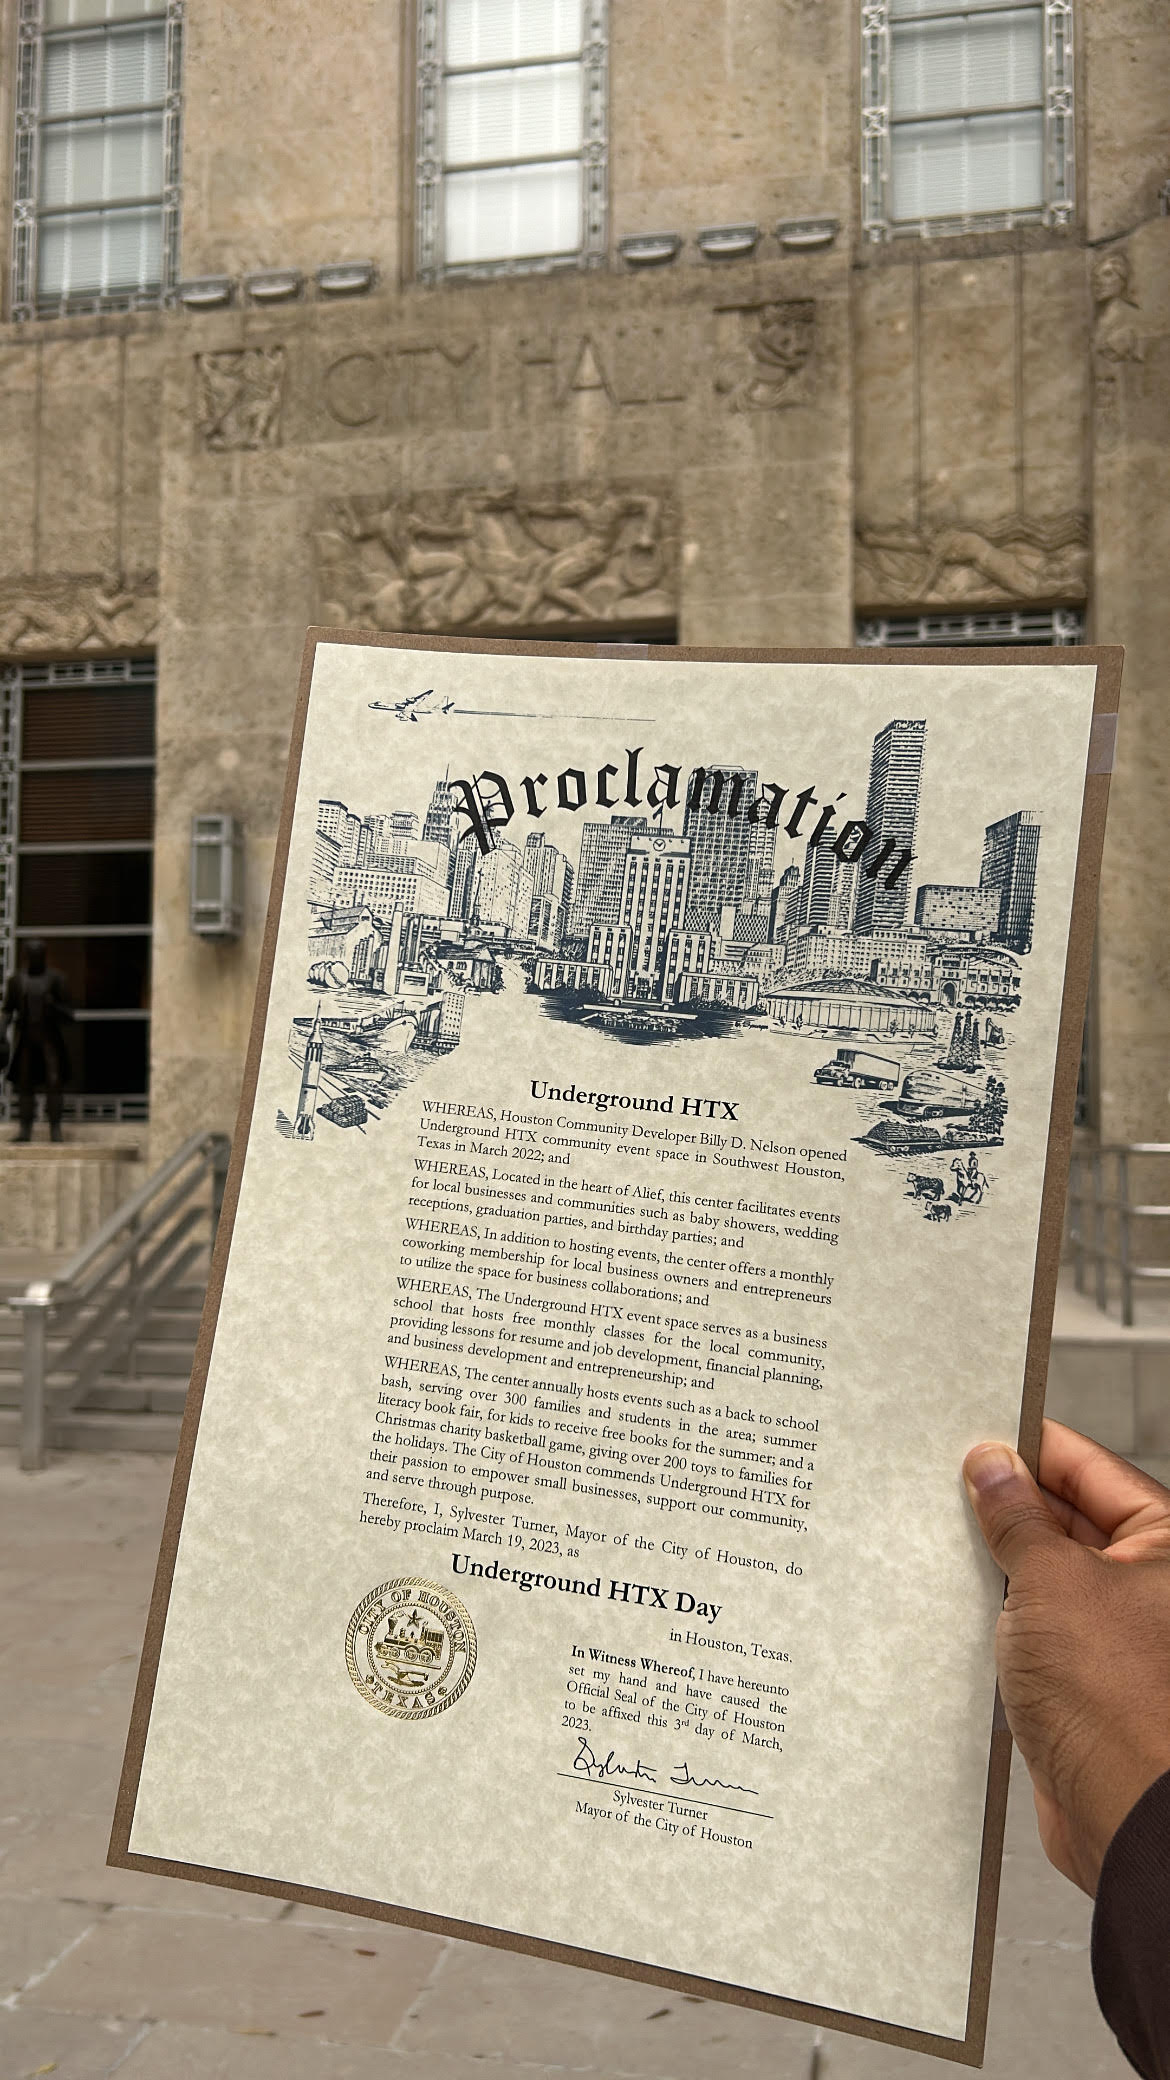 CITY HALL
Proclamation
Underground HTX
WHEREAS, Houston Community Developer Billy D. Nelson opened
Underground HTX community event space in Southwest Houston,
Texas in March 2022; and
WHEREAS, Located in the heart of Alief, this center facilitates events
for local businesses and communities such as baby showers, wedding
receptions, graduation parties, and birthday parties; and
WHEREAS, In addition to hosting events, the center offers a monthly
coworking membership for local business owners and entrepreneurs
to utilize the space for business collaborations; and
WHEREAS, The Underground HTX event space serves as a business
school that hosts free monthly classes for the local community,
providing lessons for resume and job development, financial planning,
and business development and entrepreneurship; and
WHEREAS, The center annually hosts events such as a back to school
bash, serving over 300 families and students in the area; summer
literacy book fair, for kids to receive free books for the summer; and a
Christmas charity basketball game, giving over 200 toys to families for
the holidays. The City of Houston commends Underground HTX for
their passion to empower small businesses, support our community,
and serve through purpose.
Therefore, I, Sylvester Turner, Mayor of the City of Houston, do
hereby proclaim March 19, 2023, as
Underground HTX Day
in Houston, Texas.
CITY OF HOUSTON
TEXAS
In Witness Whereof, I have hereunto
set my hand and have caused the
Official Seal of the City of Houston
to be affixed this 3rd day of March,
2023.
Sylvester Turner
Sylvester Turner
Mayor of the City of Houston